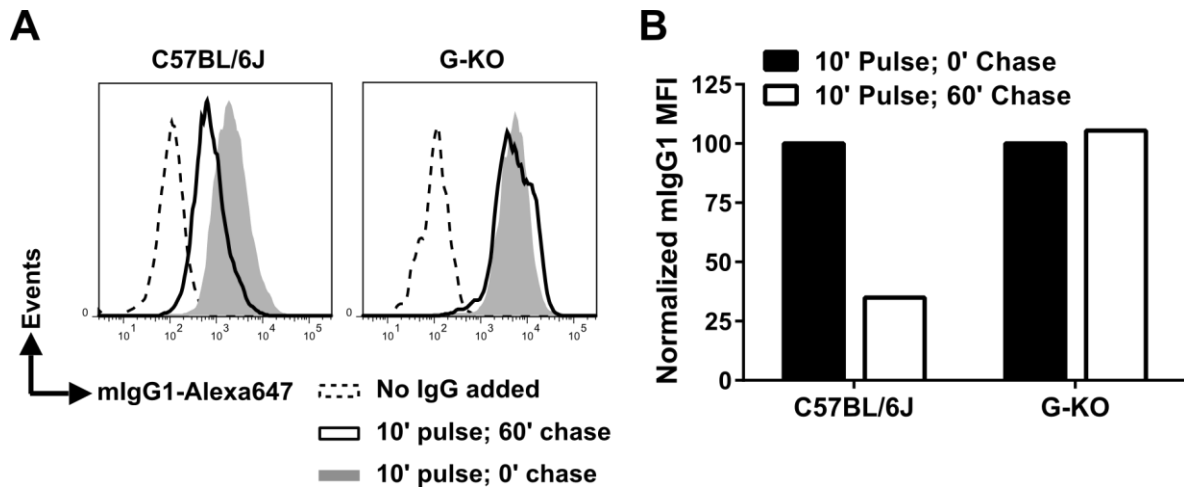 A
C57BL/6J
G-KO
Events
0
10¹ 10² 10³ 10⁴ 10⁵
0
10¹ 10² 10³ 10⁴ 10⁵
mIgG1-Alexa647
No IgG added
10' pulse; 60' chase
10' pulse; 0' chase
B
10' Pulse; 0' Chase
10' Pulse; 60' Chase
Normalized mIgG1 MFI
125
100
75
50
25
0
C57BL/6J
G-KO